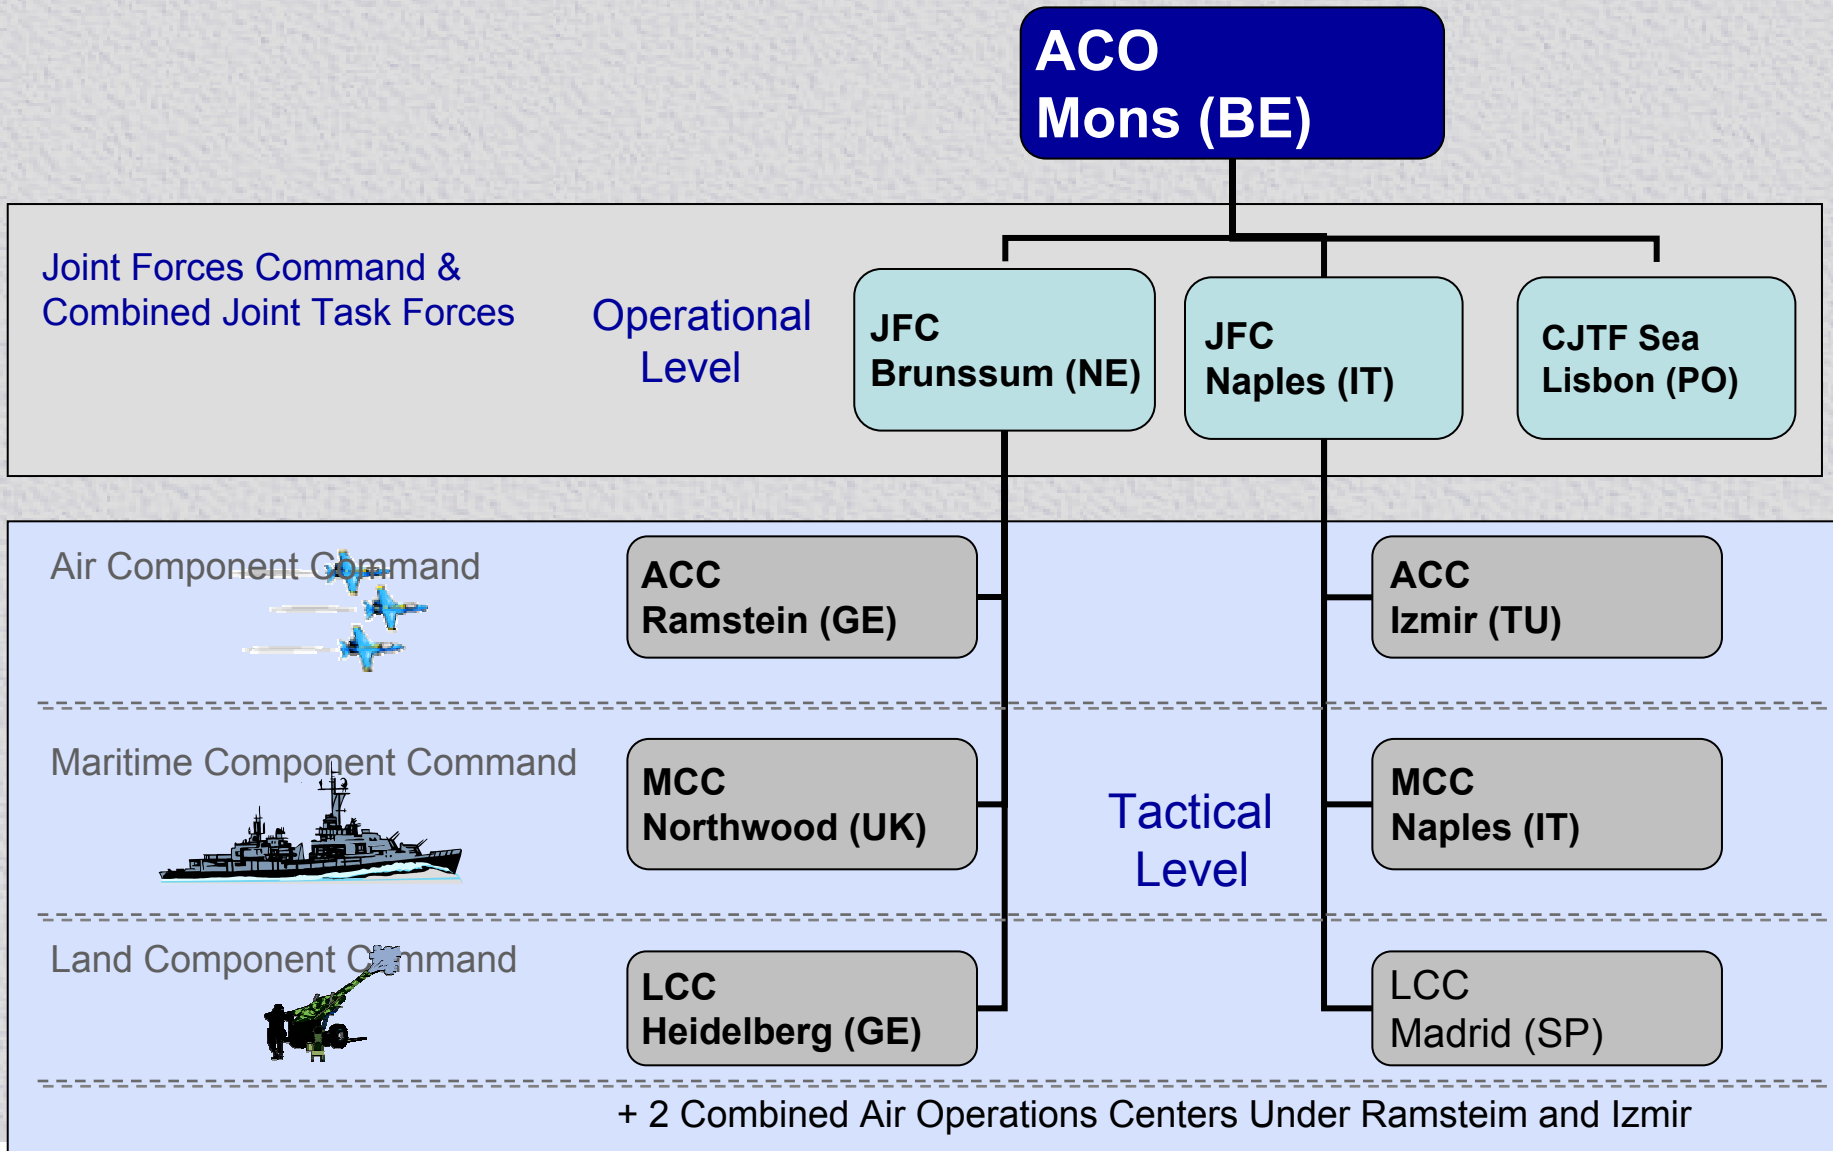 ACO
Mons (BE)
Joint Forces Command &
Combined Joint Task Forces
Operational
Level
JFC
Brunssum (NE)
JFC
Naples (IT)
CJTF Sea
Lisbon (PO)
Air Component Command
ACC
Ramstein (GE)
ACC
Izmir (TU)
Maritime Component Command
MCC
Northwood (UK)
Tactical
Level
MCC
Naples (IT)
Land Component Command
LCC
Heidelberg (GE)
LCC
Madrid (SP)
+ 2 Combined Air Operations Centers Under Ramsteim and Izmir